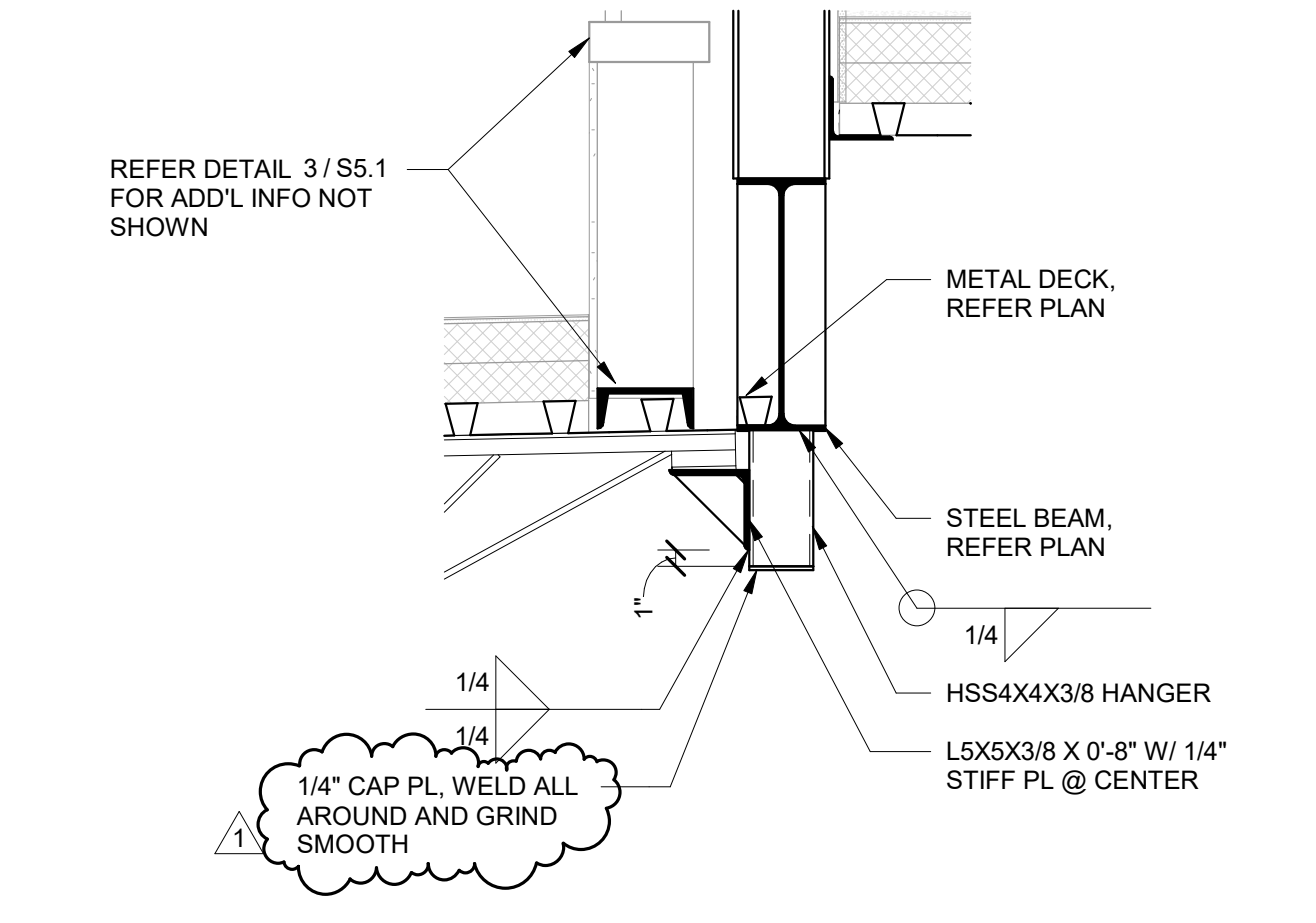 REFER DETAIL 3 / S5.1
FOR ADD'L INFO NOT
SHOWN
METAL DECK,
REFER PLAN
STEEL BEAM,
REFER PLAN
1"
1/4
HSS4X4X3/8 HANGER
L5X5X3/8 X 0'-8" W/ 1/4"
STIFF PL @ CENTER
1/4
1/4
1/4" CAP PL, WELD ALL
AROUND AND GRIND
SMOOTH
1